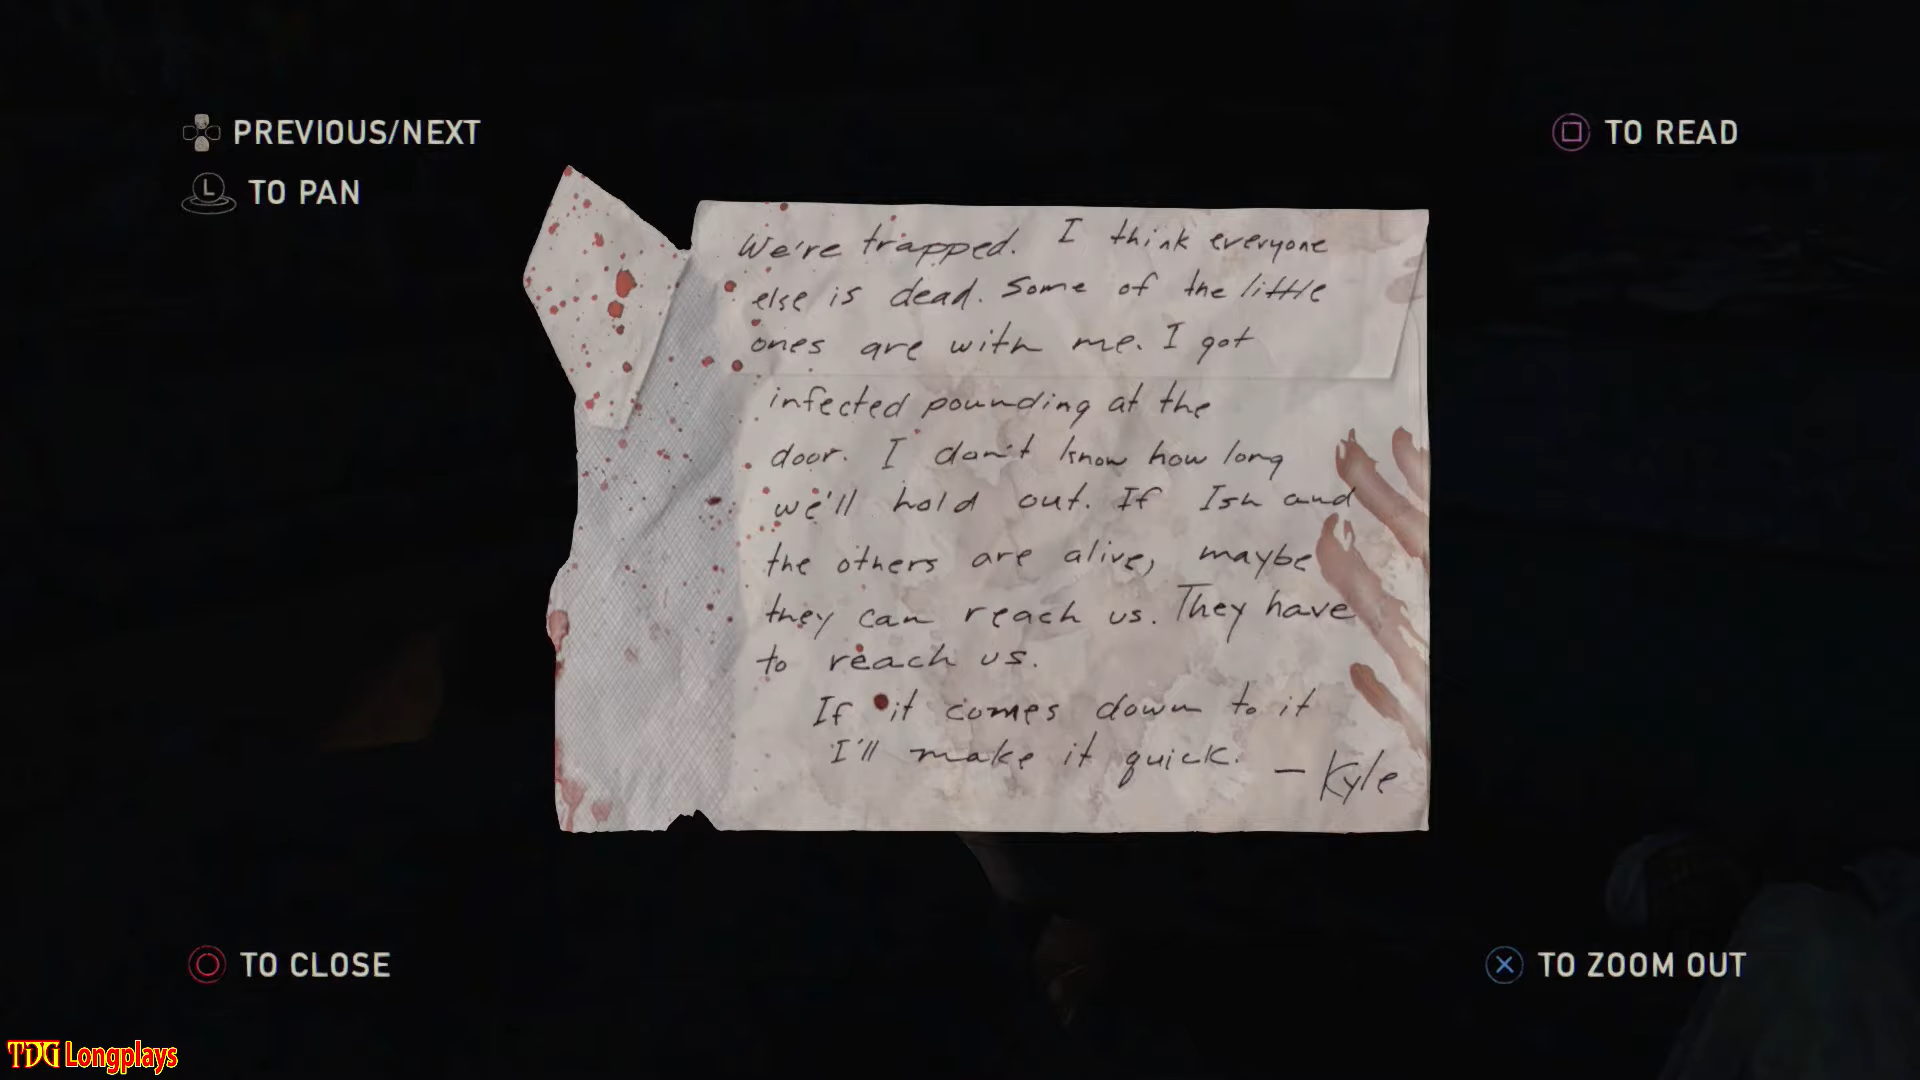 PREVIOUS/NEXT
L TO PAN
TO READ
We're trapped. I think everyone
else is dead. Some of the little
ones are with me. I got
infected pounding at the
door. I don't know how long
we'll hold out. If Ish and
the others are alive, maybe
they can reach us. They have
to reach us.
If it comes down to it
I'll make it quick. — Kyle
TO CLOSE
TO ZOOM OUT
TDG Longplays